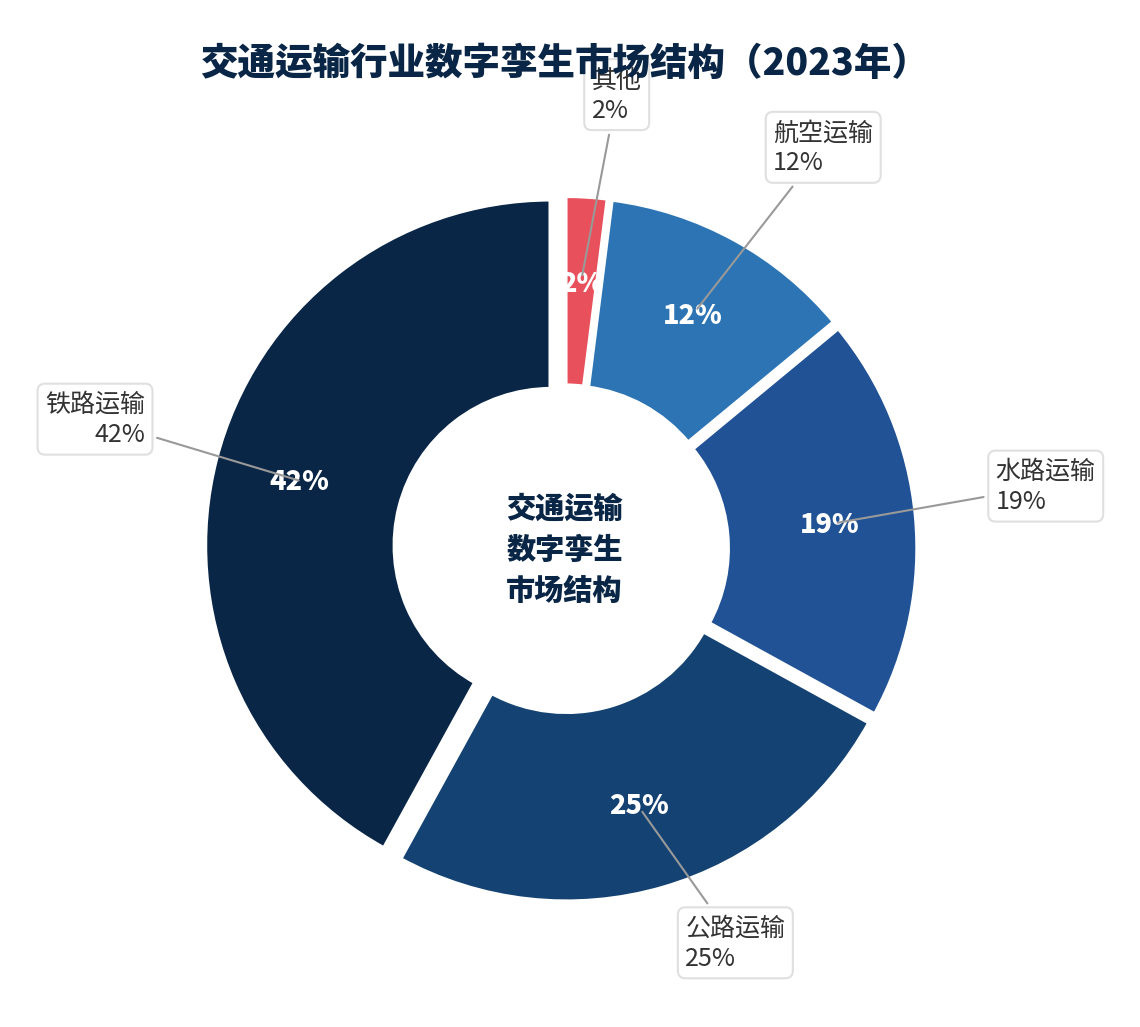 交通运输行业数字孪生市场结构（2023年）
其他
2%
航空运输
12%
2%
12%
铁路运输
42%
42%
水路运输
19%
19%
交通运输
数字孪生
市场结构
25%
公路运输
25%